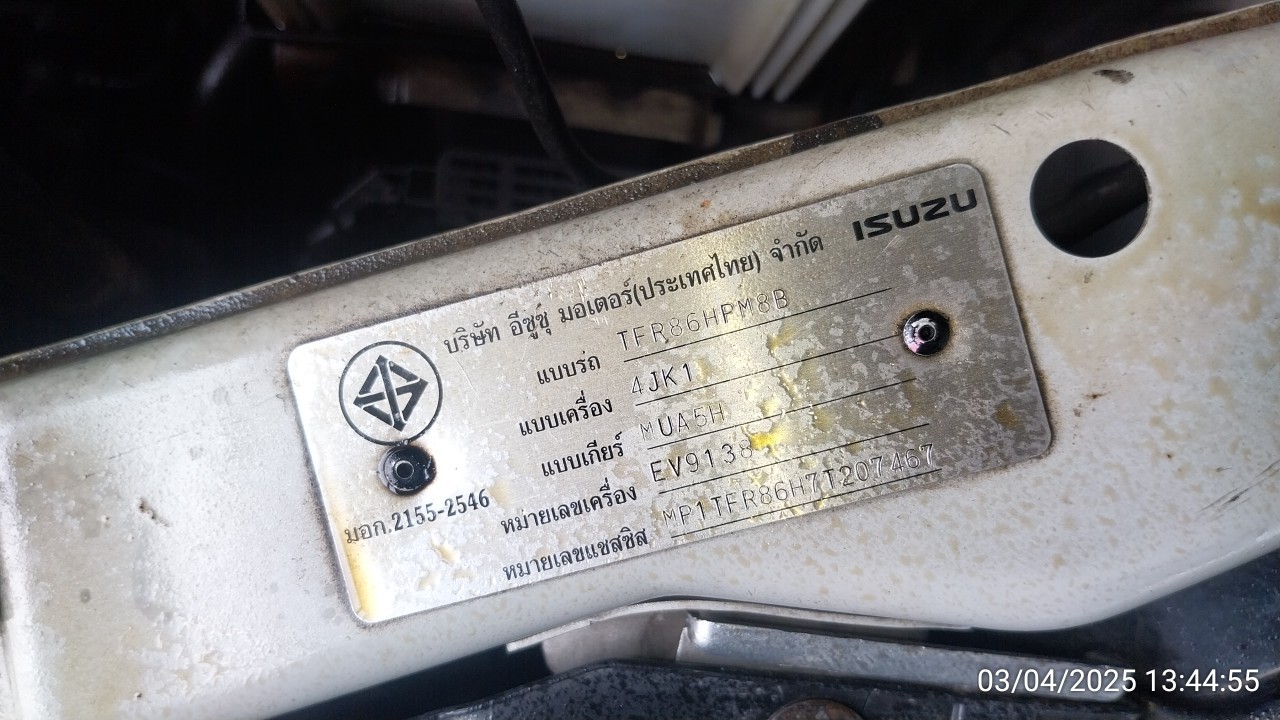 ISUZU
บริษัท อีซูซุ มอเตอร์(ประเทศไทย) จำกัด
แบบรถ TFR86HPM8B
แบบเครื่อง 4JK1
แบบเกียร์ MUA5H
หมายเลขเครื่อง EV9138
หมายเลขแชสซิส MP1TFR86H7T207467
มอก.2155-2546
03/04/2025 13:44:55